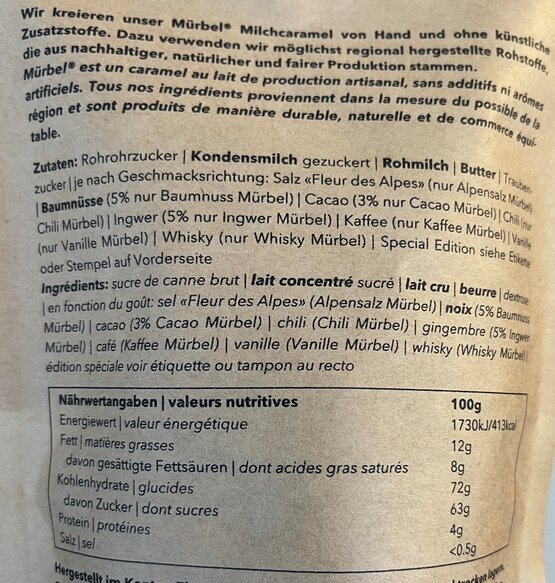 Wir kreieren unser Mürbel® Milchcaramel von Hand und ohne künstliche
Zusatzstoffe. Dazu verwenden wir möglichst regional hergestellte Rohstoffe,
die aus nachhaltiger, natürlicher und fairer Produktion stammen.
Mürbel® est un caramel au lait de production artisanal, sans additifs ni arômes
artificiels. Tous nos ingrédients proviennent dans la mesure du possible de la
région et sont produits de manière durable, naturelle et de commerce équi-
table.
Zutaten: Rohrohrzucker | Kondensmilch gezuckert | Rohmilch | Butter | Trauben-
zucker | je nach Geschmacksrichtung: Salz «Fleur des Alpes» (nur Alpensalz Mürbel)
| Baumnüsse (5% nur Baumnuss Mürbel) | Cacao (3% nur Cacao Mürbel) | Chili (nur
Chili Mürbel) | Ingwer (5% nur Ingwer Mürbel) | Kaffee (nur Kaffee Mürbel) | Vanille
(nur Vanille Mürbel) | Whisky (nur Whisky Mürbel) | Special Edition siehe Etikette
oder Stempel auf Vorderseite
Ingrédients: sucre de canne brut | lait concentré sucré | lait cru | beurre | dextrose
| en fonction du goût: sel «Fleur des Alpes» (Alpensalz Mürbel) | noix (5% Baumnuss
Mürbel) | cacao (3% Cacao Mürbel) | chili (Chili Mürbel) | gingembre (5% Ingwer
Mürbel) | café (Kaffee Mürbel) | vanille (Vanille Mürbel) | whisky (Whisky Mürbel) |
édition spéciale voir étiquette ou tampon au recto
Nährwertangaben | valeurs nutritives 100g
Energiewert | valeur énergétique 1730kJ/413kcal
Fett | matières grasses 12g
davon gesättigte Fettsäuren | dont acides gras saturés 8g
Kohlenhydrate | glucides 72g
davon Zucker | dont sucres 63g
Protein | protéines 4g
Salz | sel <0.5g
Hergestellt im trocken lagern